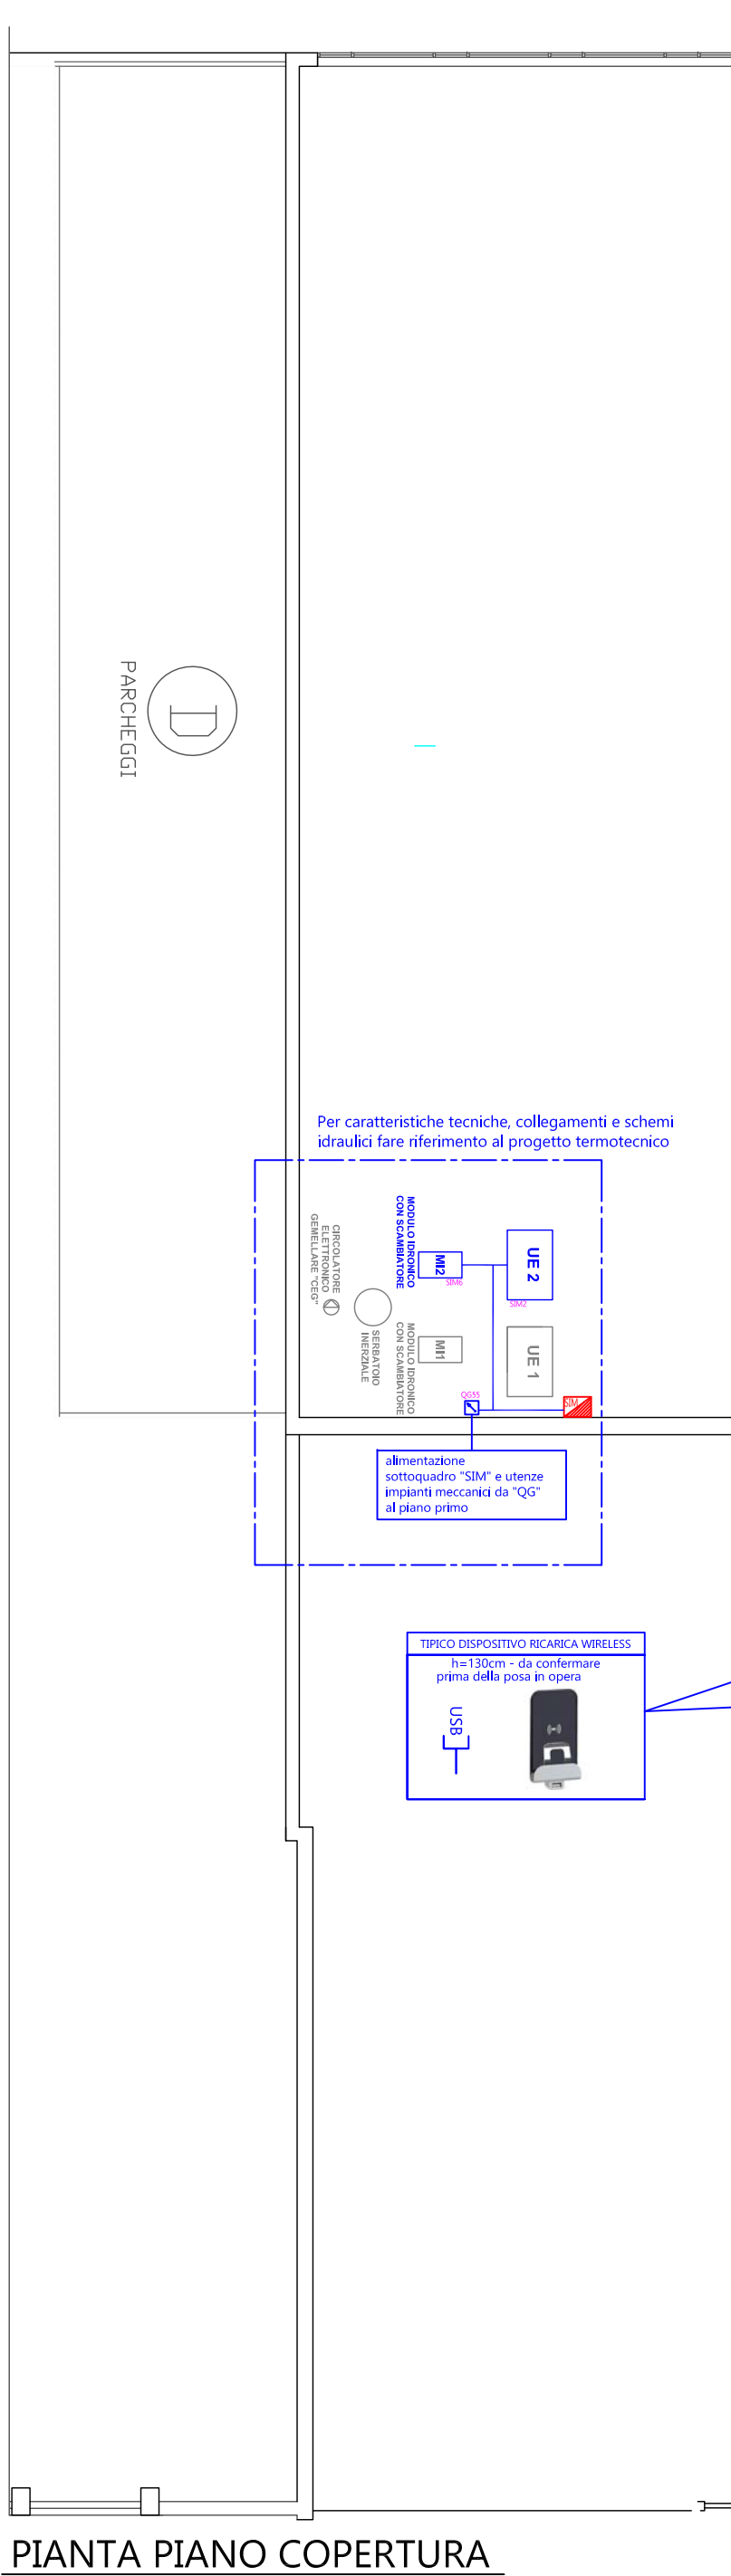 D
PARCHEGGI
Per caratteristiche tecniche, collegamenti e schemi
idraulici fare riferimento al progetto termotecnico
MODULO IDRONICO
CON SCAMBIATORE
MI2
SIM6
UE 2
SIM2
CIRCOLATORE
ELETTRONICO
GEMELLARE "CEG"
SERBATOIO
INERZIALE
MODULO IDRONICO
CON SCAMBIATORE
MI1
UE 1
QG55
SIM
alimentazione
sottoquadro "SIM" e utenze
impianti meccanici da "QG"
al piano primo
TIPICO DISPOSITIVO RICARICA WIRELESS
h=130cm - da confermare
prima della posa in opera
USB
PIANTA PIANO COPERTURA